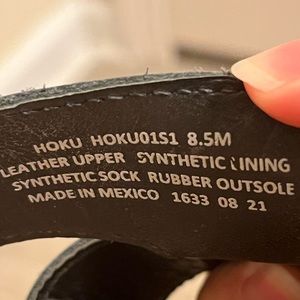 HOKU HOKU01S1 8.5M
LEATHER UPPER SYNTHETIC LINING
SYNTHETIC SOCK RUBBER OUTSOLE
MADE IN MEXICO 1633 08 21